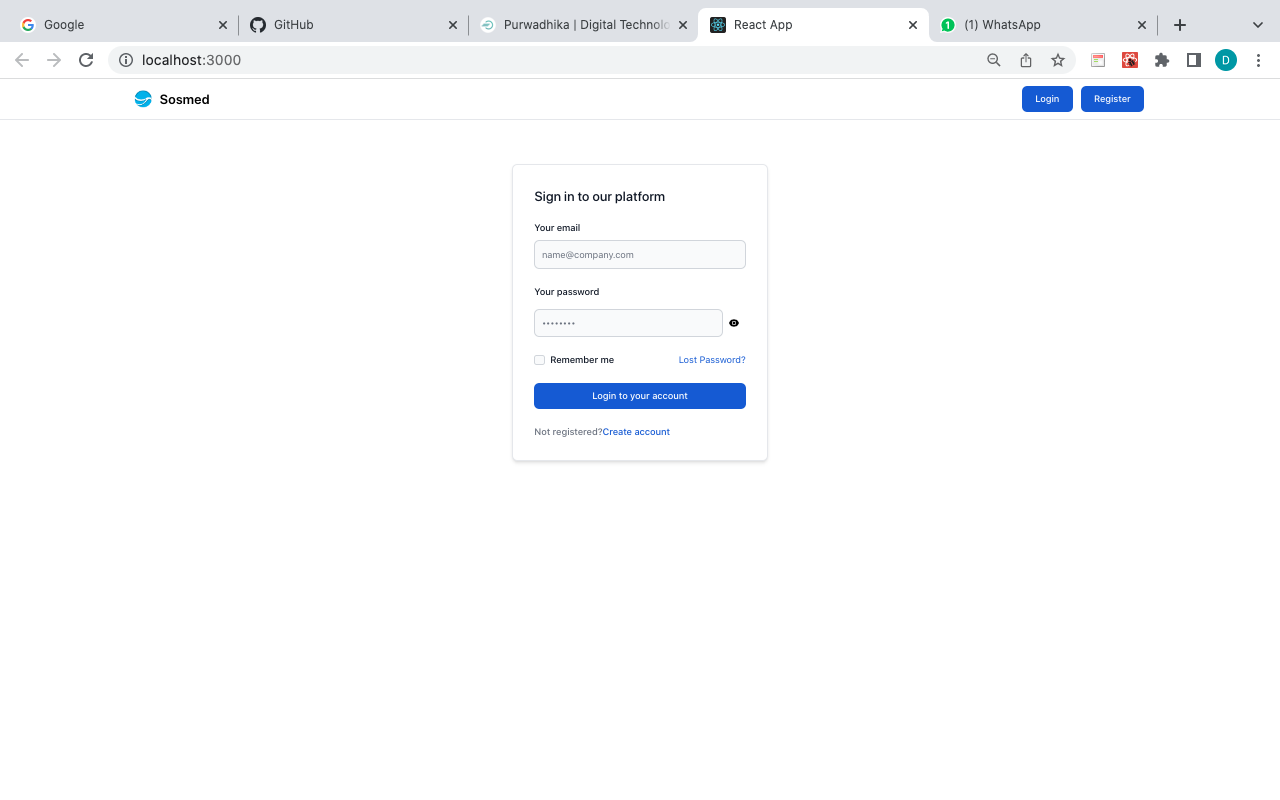 Google
GitHub
Purwadhika | Digital Technolo
React App
1
(1) WhatsApp
localhost:3000
D
Sosmed
Login
Register
Sign in to our platform
Your email
name@company.com
Your password
••••••••
Remember me
Lost Password?
Login to your account
Not registered?Create account